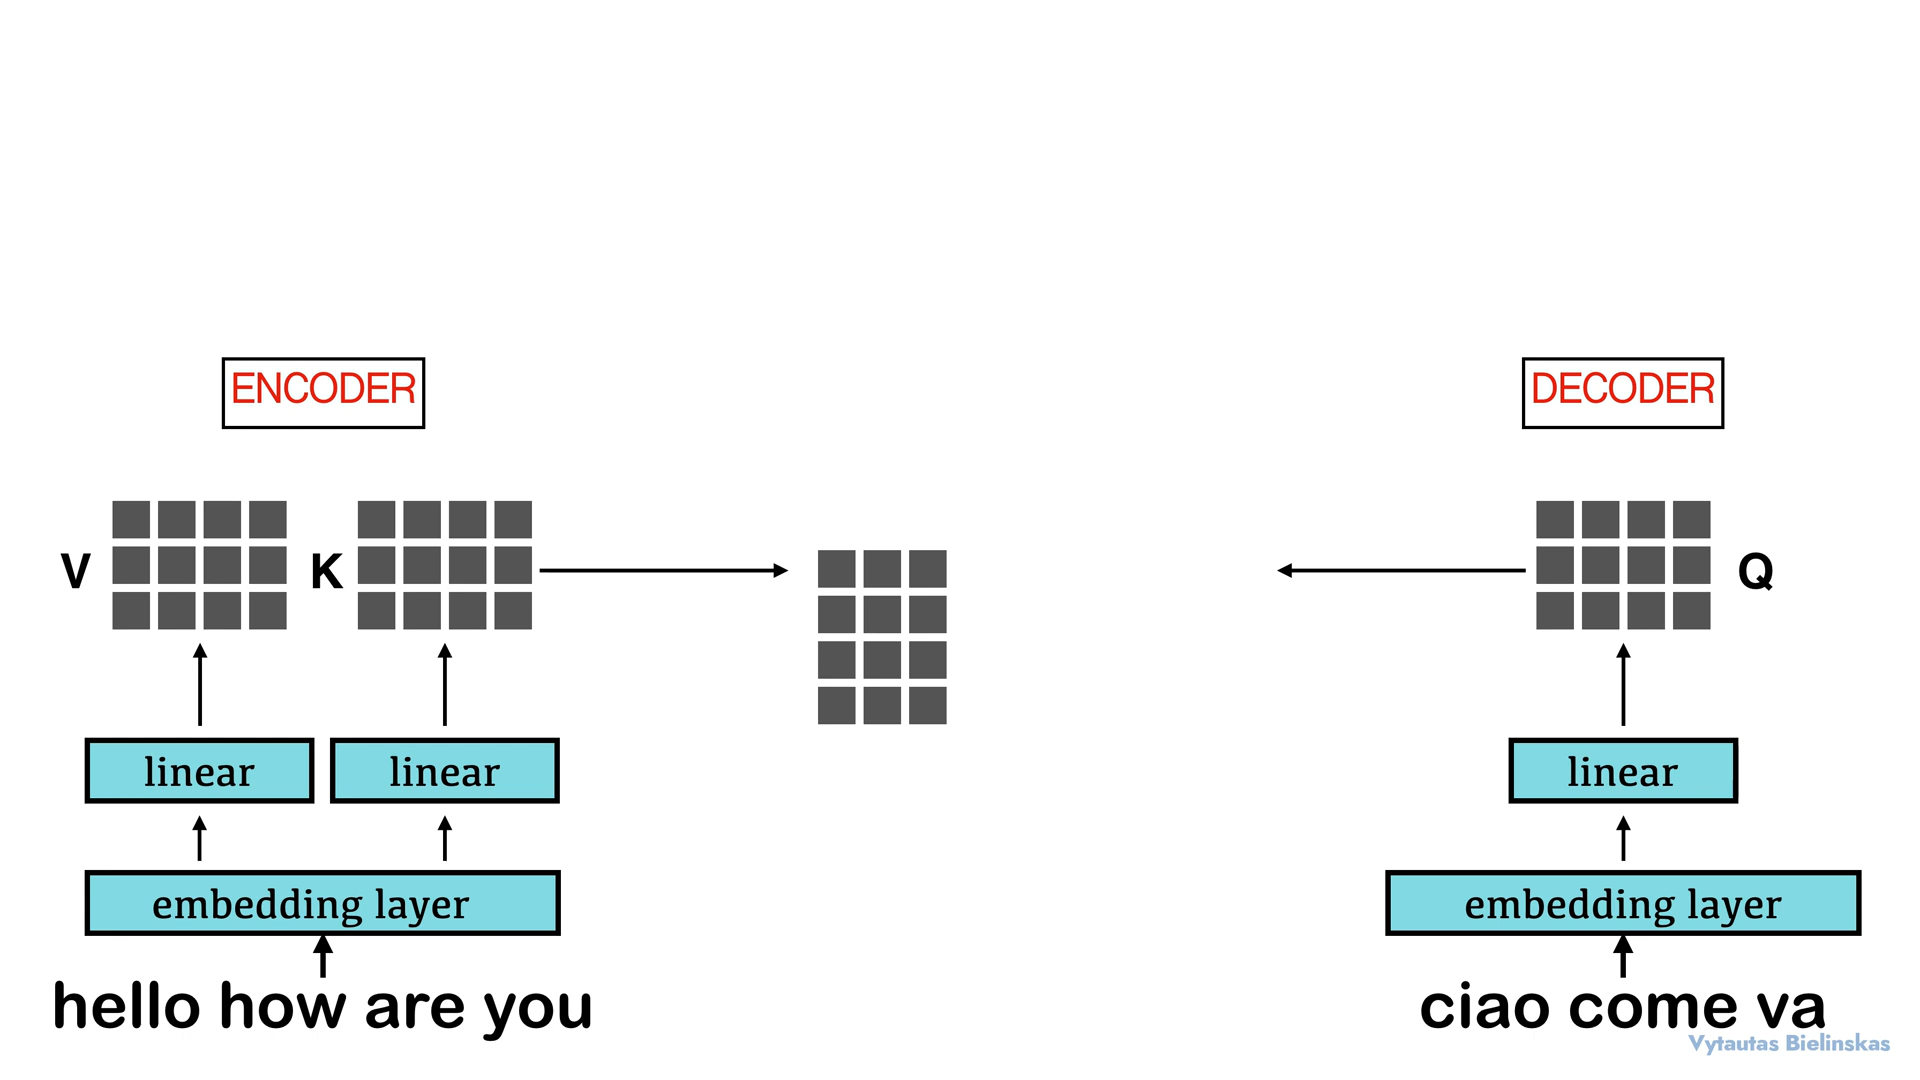 ENCODER
DECODER
V
K
Q
linear
linear
linear
embedding layer
embedding layer
hello how are you
ciao come va
Vytautas Bielinskas